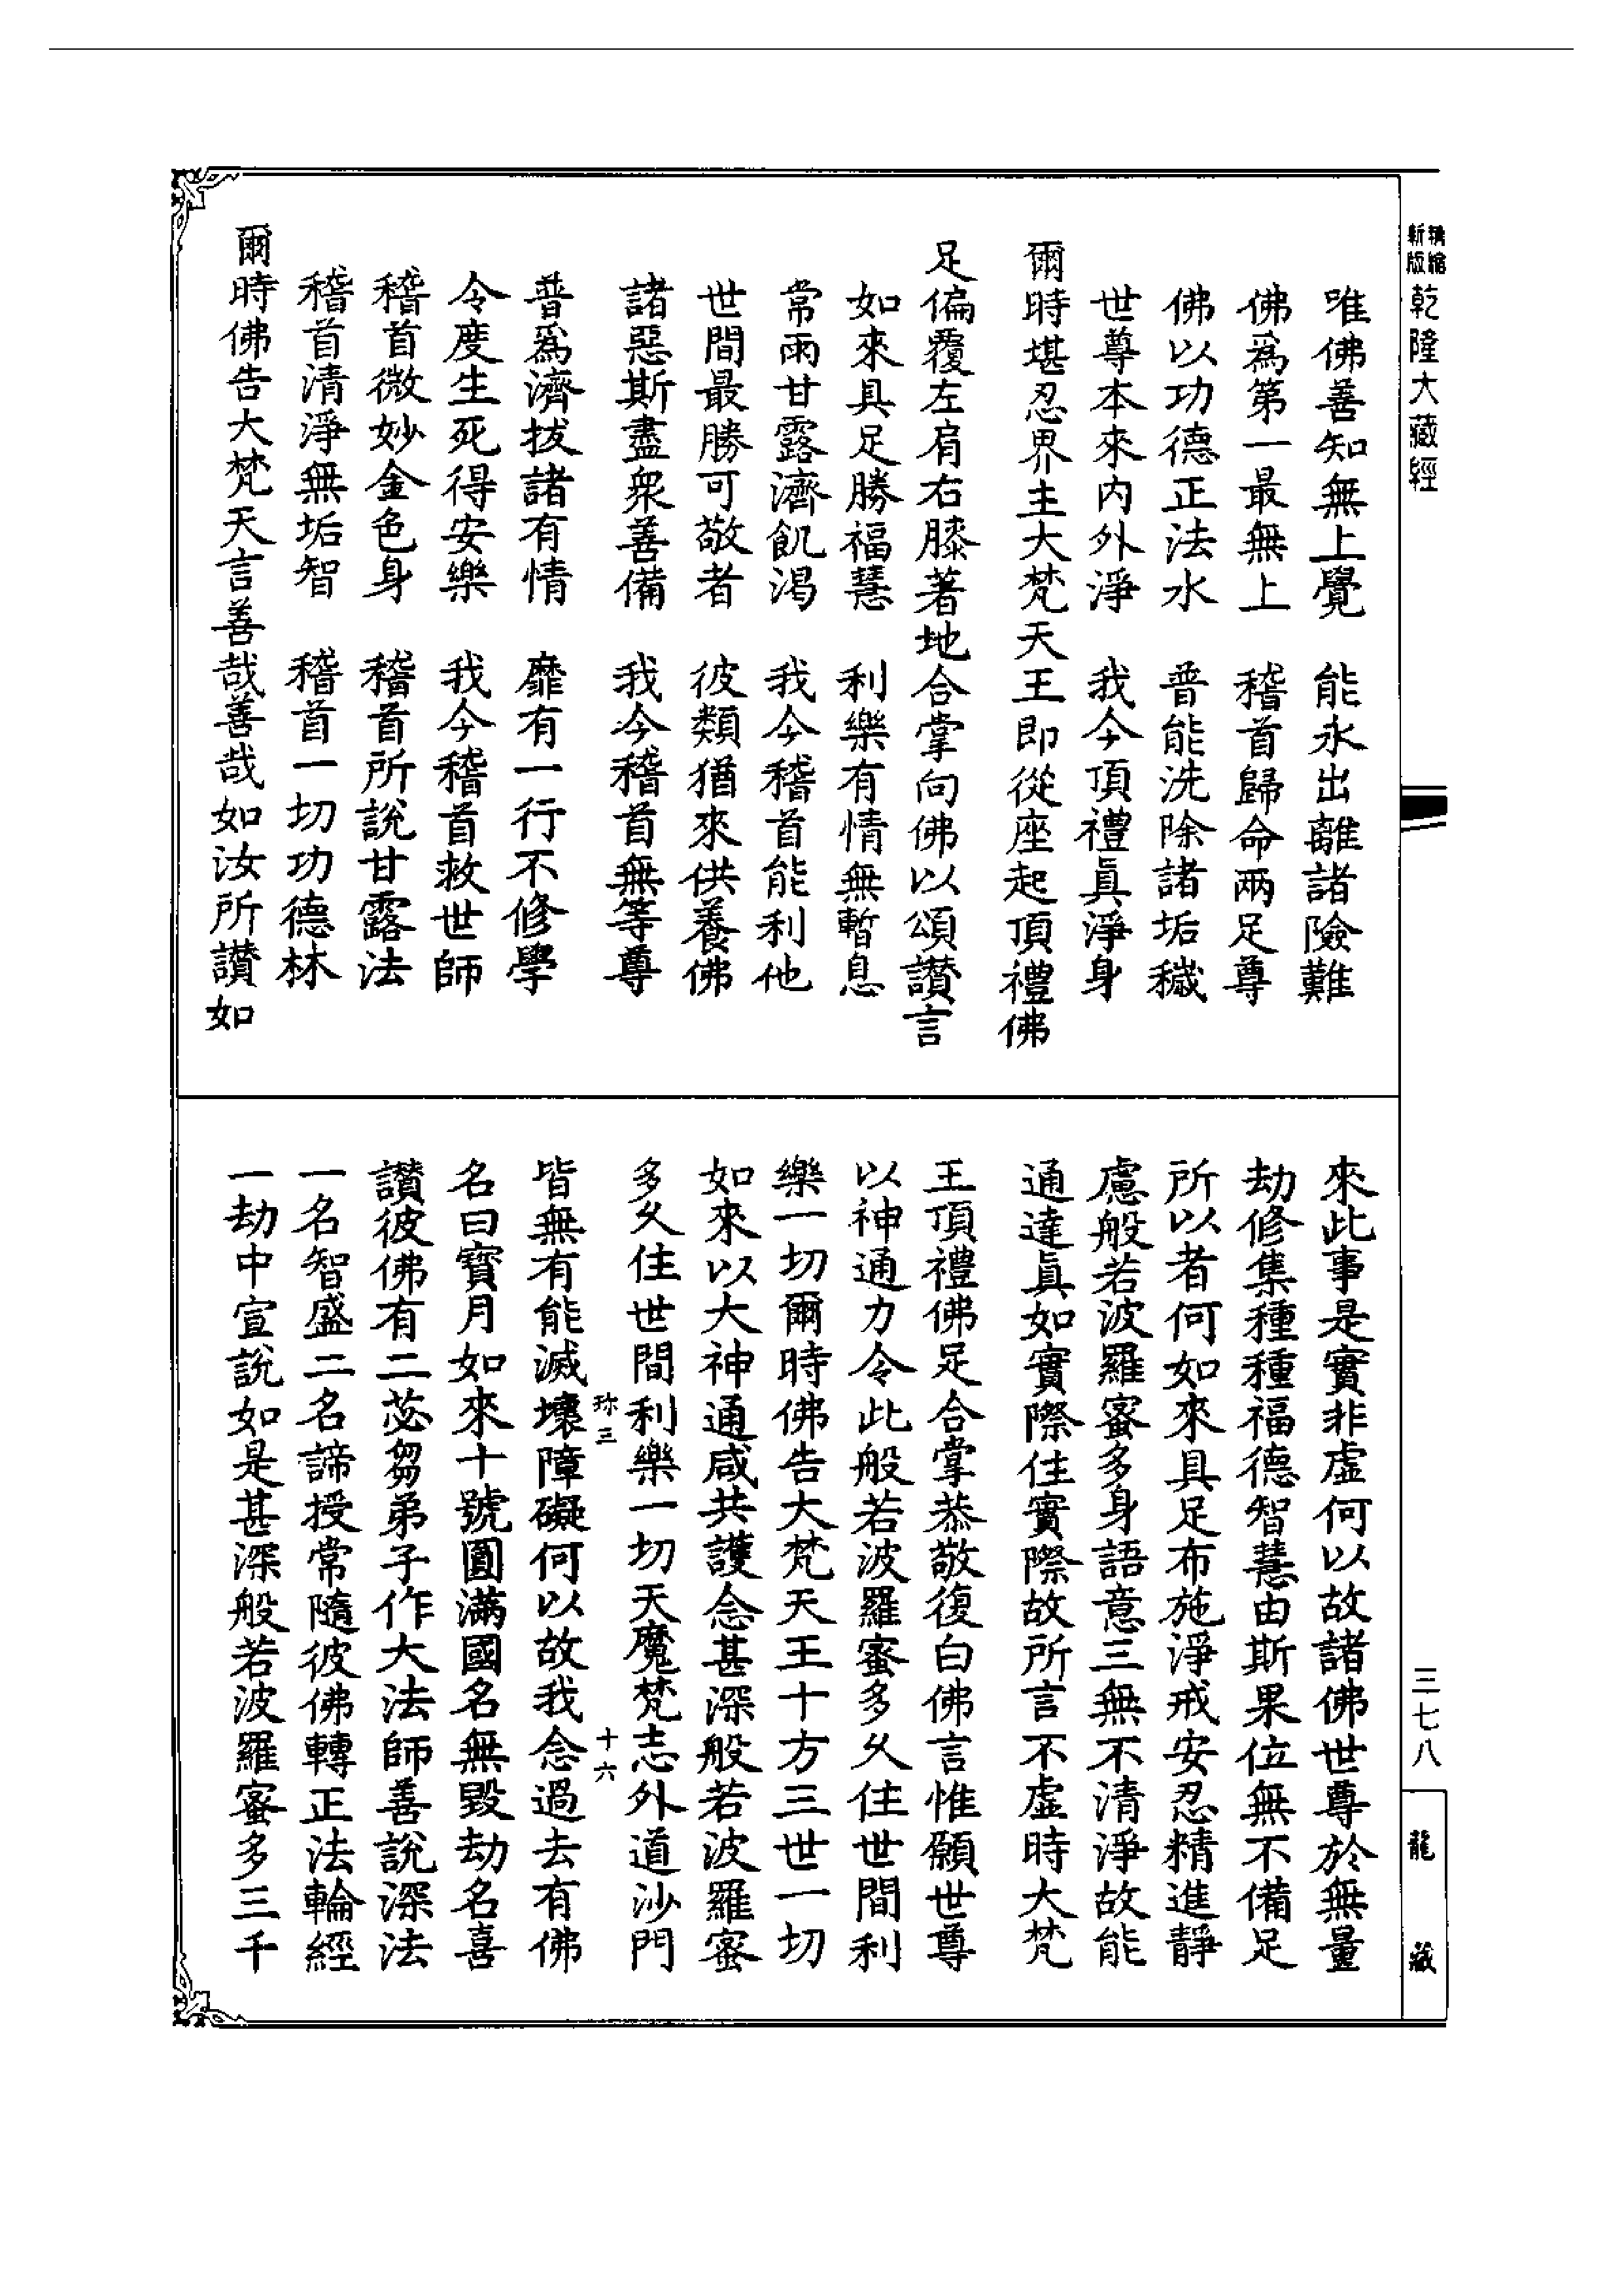 精縮新版乾隆大藏經
唯佛善知無上覺　能永出離諸險難
佛爲第一最無上　稽首歸命兩足尊
佛以功德正法水　普能洗除諸垢穢
世尊本來内外淨　我今頂禮眞淨身
爾時堪忍界主大梵天王即從座起頂禮佛
足偏覆左肩右膝著地合掌向佛以頌讚言
如來具足勝福慧　利樂有情無暫息
常雨甘露濟飢渴　我今稽首能利他
世間最勝可敬者　彼類猶來供養佛
諸惡斯盡衆善備　我今稽首無等尊
普爲濟拔諸有情　靡有一行不修學
令度生死得安樂　我今稽首救世師
稽首微妙金色身　稽首所說甘露法
稽首清淨無垢智　稽首一切功德林
爾時佛告大梵天言善哉善哉如汝所讚如
來此事是實非虛何以故諸佛世尊於無量
劫修集種種福德智慧由斯果位無不備足
所以者何如來具足布施淨戒安忍精進靜
慮般若波羅蜜多身語意三無不清淨故能
通達眞如實際住實際故所言不虛時大梵
王頂禮佛足合掌恭敬復白佛言惟願世尊
以神通力令此般若波羅蜜多久住世間利
樂一切爾時佛告大梵天王十方三世一切
如來以大神通咸共護念甚深般若波羅蜜
多久住世間利樂一切天魔梵志外道沙門
珎三　十六
皆無有能滅壞障礙何以故我念過去有佛
名曰寶月如來十號圓滿國名無毀劫名喜
讚彼佛有二苾芻弟子作大法師善說深法
一名智盛二名諦授常隨彼佛轉正法輪經
一劫中宣說如是甚深般若波羅蜜多三千
三七八
龍藏